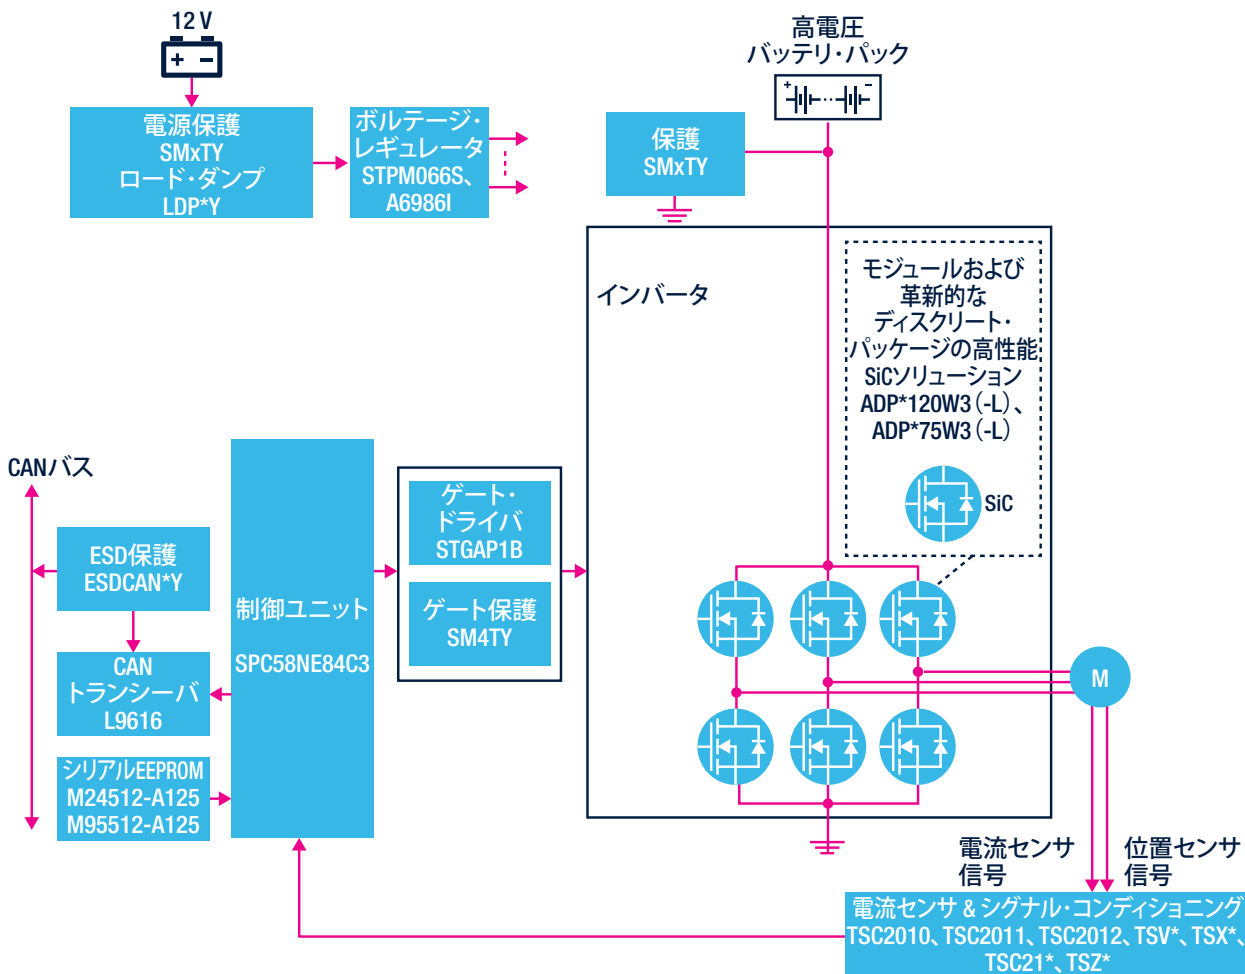 12 V
電源保護
SMxTY
ロード・ダンプ
LDP*Y
ボルテージ・
レギュレータ
STPM066S、
A6986I
高電圧
バッテリ・パック
保護
SMxTY
インバータ
モジュールおよび
革新的な
ディスクリート・
パッケージの高性能
SiCソリューション
ADP*120W3(-L)、
ADP*75W3(-L)
SiC
CANバス
ESD保護
ESDCAN*Y
CAN
トランシーバ
L9616
シリアルEEPROM
M24512-A125
M95512-A125
制御ユニット
SPC58NE84C3
ゲート・
ドライバ
STGAP1B
ゲート保護
SM4TY
M
電流センサ
信号
位置センサ
信号
電流センサ & シグナル・コンディショニング
TSC2010、TSC2011、TSC2012、TSV*、TSX*、
TSC21*、TSZ*